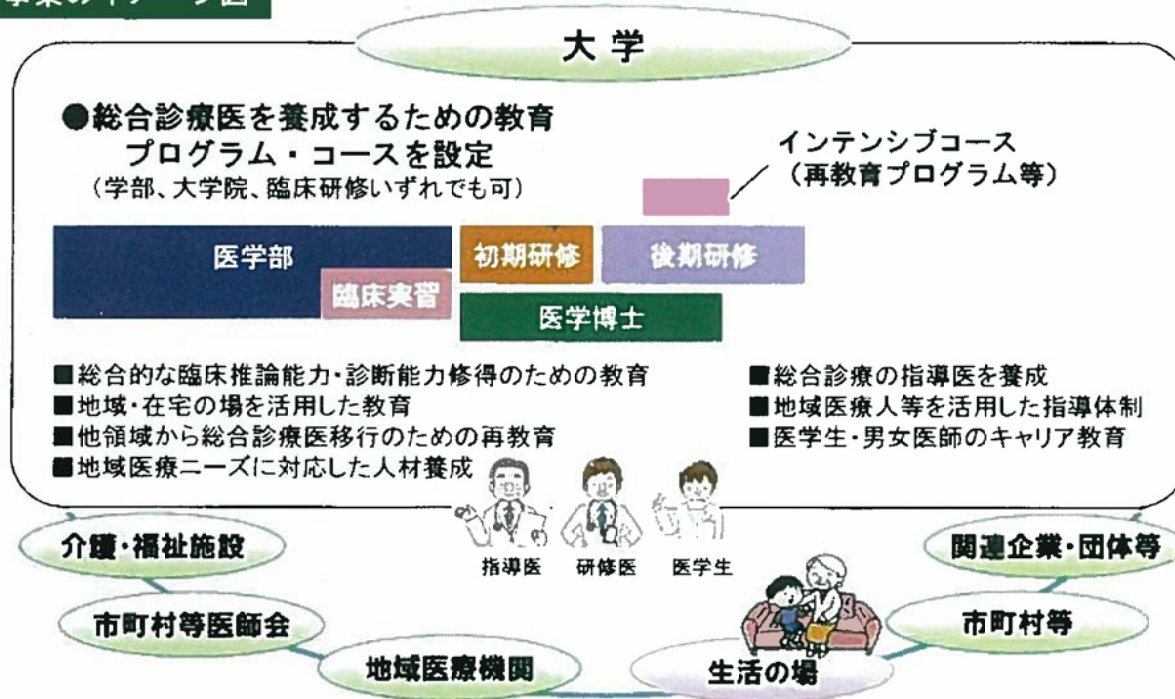 大学
●総合診療医を養成するための教育
プログラム・コースを設定
（学部、大学院、臨床研修いずれでも可）
インテンシブコース
（再教育プログラム等）
医学部
初期研修
後期研修
臨床実習
医学博士
■総合的な臨床推論能力・診断能力修得のための教育
■地域・在宅の場を活用した教育
■他領域から総合診療医移行のための再教育
■地域医療ニーズに対応した人材養成
■総合診療の指導医を養成
■地域医療人等を活用した指導体制
■医学生・男女医師のキャリア教育
指導医
研修医
医学生
介護・福祉施設
関連企業・団体等
市町村等医師会
市町村等
地域医療機関
生活の場